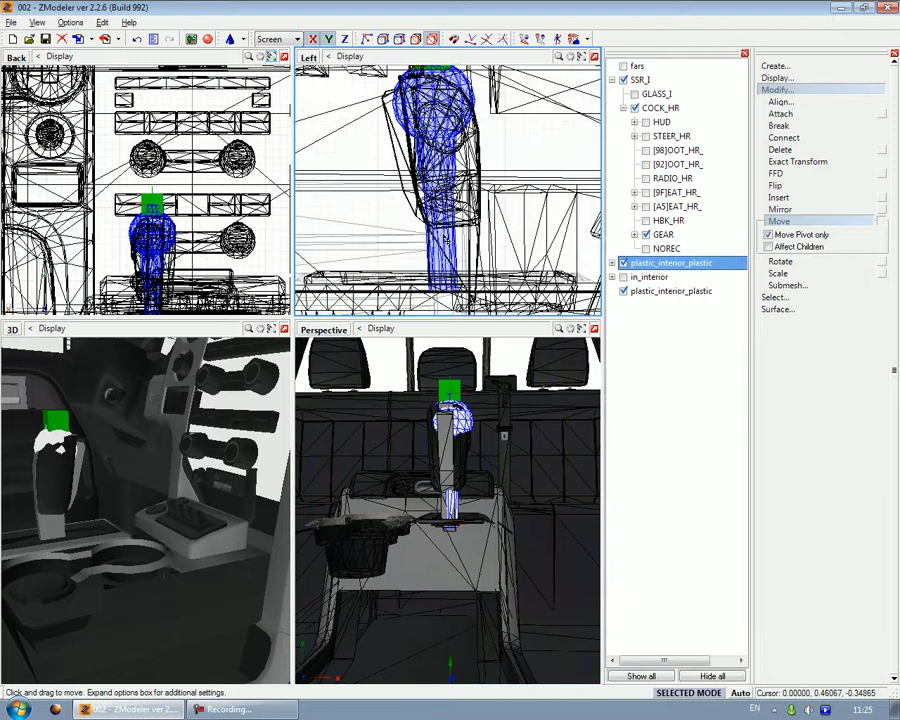 002 - ZModeler ver 2.2.6 (Build 992)
File View Options Edit Help
Screen X Y Z
Back < Display
Left < Display
3D < Display
Perspective < Display
fars
SSR_I
GLASS_I
COCK_HR
HUD
STEER_HR
[98]OOT_HR_
[92]OOT_HR_
RADIO_HR
[9F]EAT_HR_
[A5]EAT_HR_
HBK_HR
GEAR
NOREC
plastic_interior_plastic
in_interior
plastic_interior_plastic
Show all Hide all
Create...
Display...
Modify...
Align...
Attach
Break
Connect
Delete
Exact Transform
FFD
Flip
Insert
Mirror
Move
Move Pivot only
Affect Children
Rotate
Scale
Submesh...
Select...
Surface...
Click and drag to move. Expand options box for additional settings.
SELECTED MODE Auto Cursor: 0.00000, 0.46067, -0.34865
002 - ZModeler ver 2....
Recording...
EN 11:25